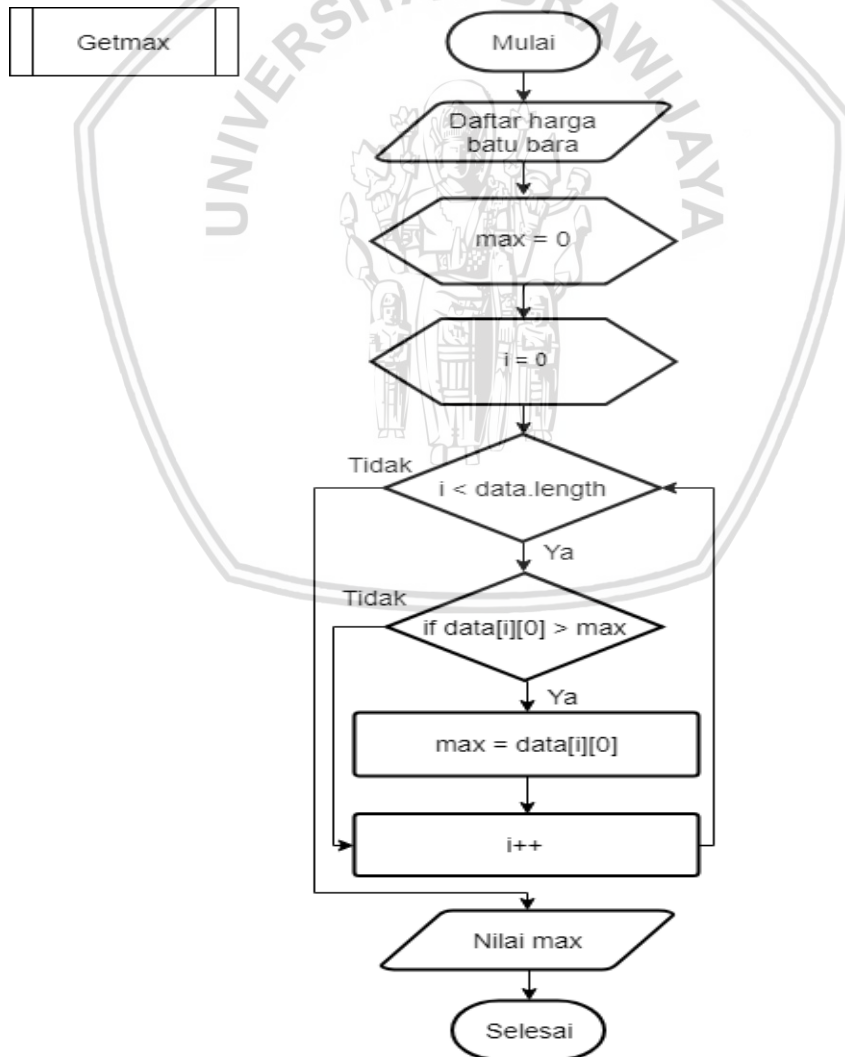 Getmax
Mulai
UNIVERSITAS BRAWIJAYA
Daftar harga
batu bara
max = 0
i = 0
Tidak
i < data.length
Ya
Tidak
if data[i][0] > max
Ya
max = data[i][0]
i++
Nilai max
Selesai